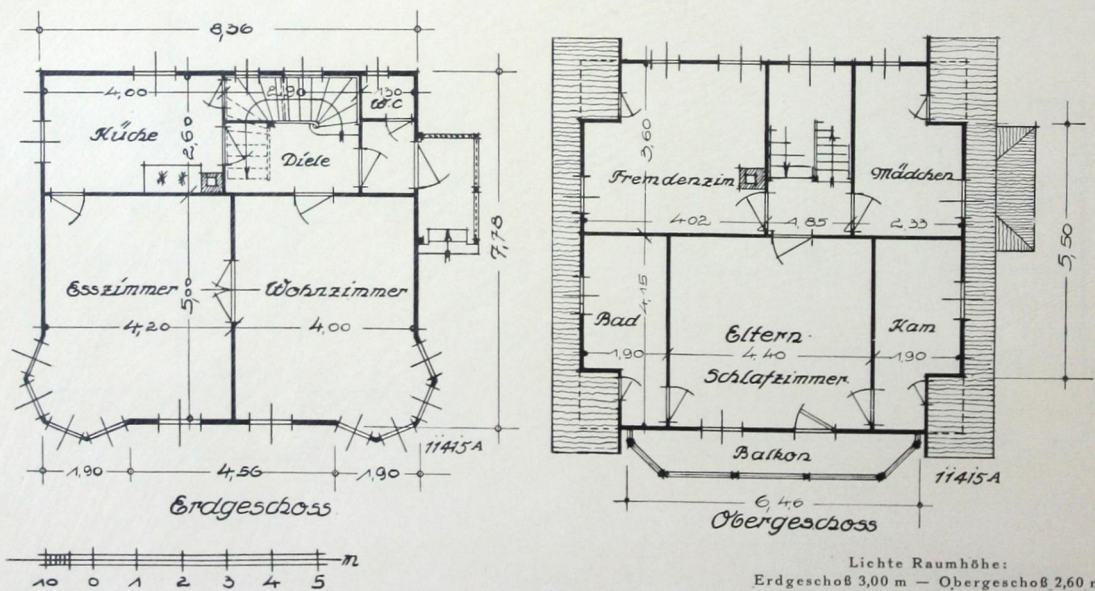 8,36
4,00
2,90
1,30
W.C
Küche
2,60
Diele
7,78
Esszimmer
5,00
Wohnzimmer
4,20
4,00
11415A
1,90
4,56
1,90
Erdgeschoss
10 0 1 2 3 4 5 m
3,60
Fremdenzim
Mädchen
4,02
1,85
2,33
5,50
4,15
Bad
Eltern-
Kam
1,90
4,40
1,90
Schlafzimmer
Balkon
11415A
6,46
Obergeschoss
Lichte Raumhöhe:
Erdgeschoß 3,00 m — Obergeschoß 2,60 m